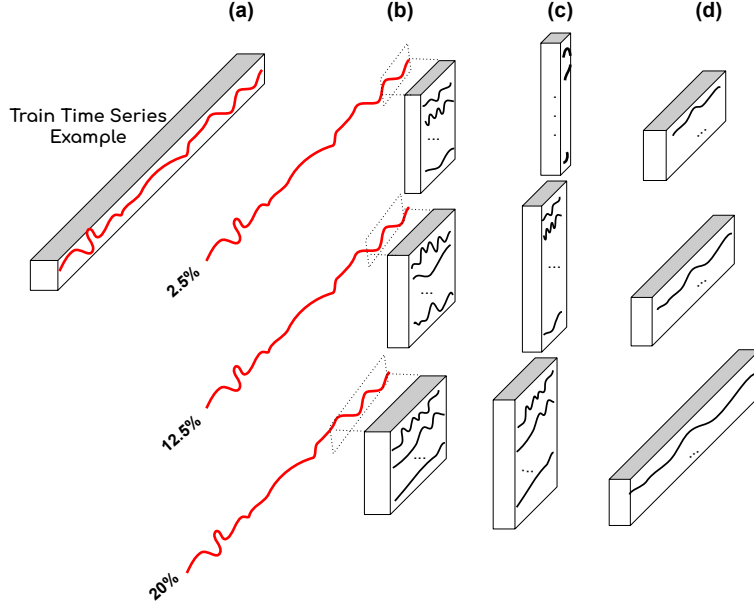 (a) (b) (c) (d)
Train Time Series
Example
...
2.5%
...
12.5%
...
20%